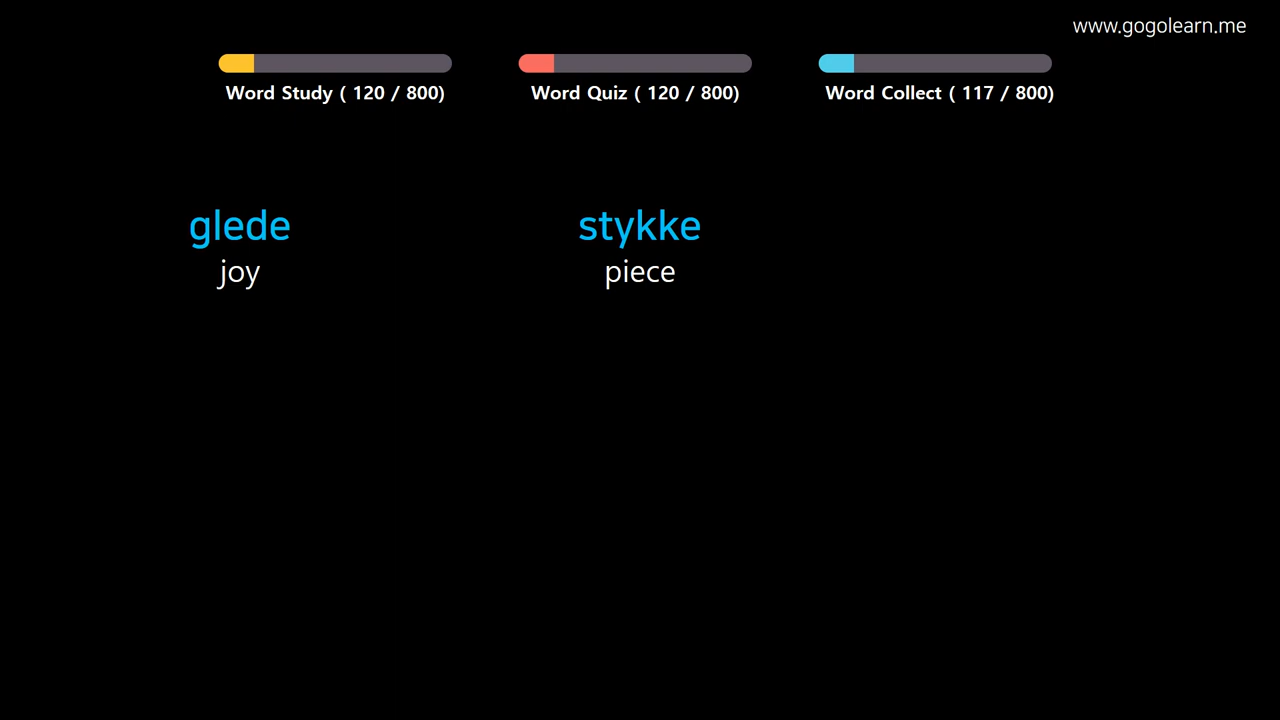 www.gogolearn.me
Word Study ( 120 / 800)
Word Quiz ( 120 / 800)
Word Collect ( 117 / 800)
glede
joy
stykke
piece